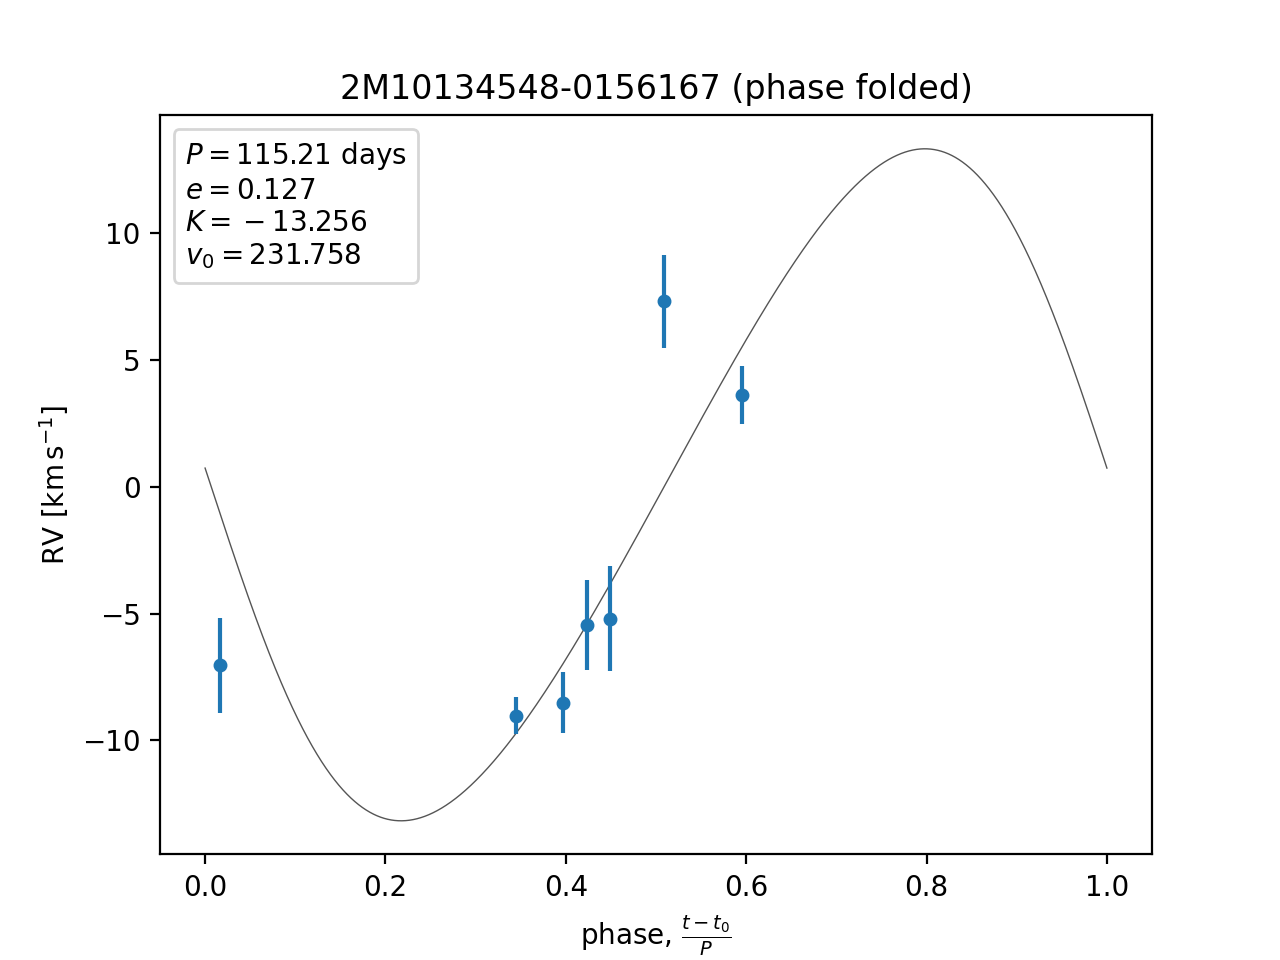 2M10134548-0156167 (phase folded)
P = 115.21 days
e = 0.127
K = − 13.256
v₀ = 231.758
10
5
0
−5
−10
RV [km s⁻¹]
0.0 0.2 0.4 0.6 0.8 1.0
phase, (t − t₀)/P